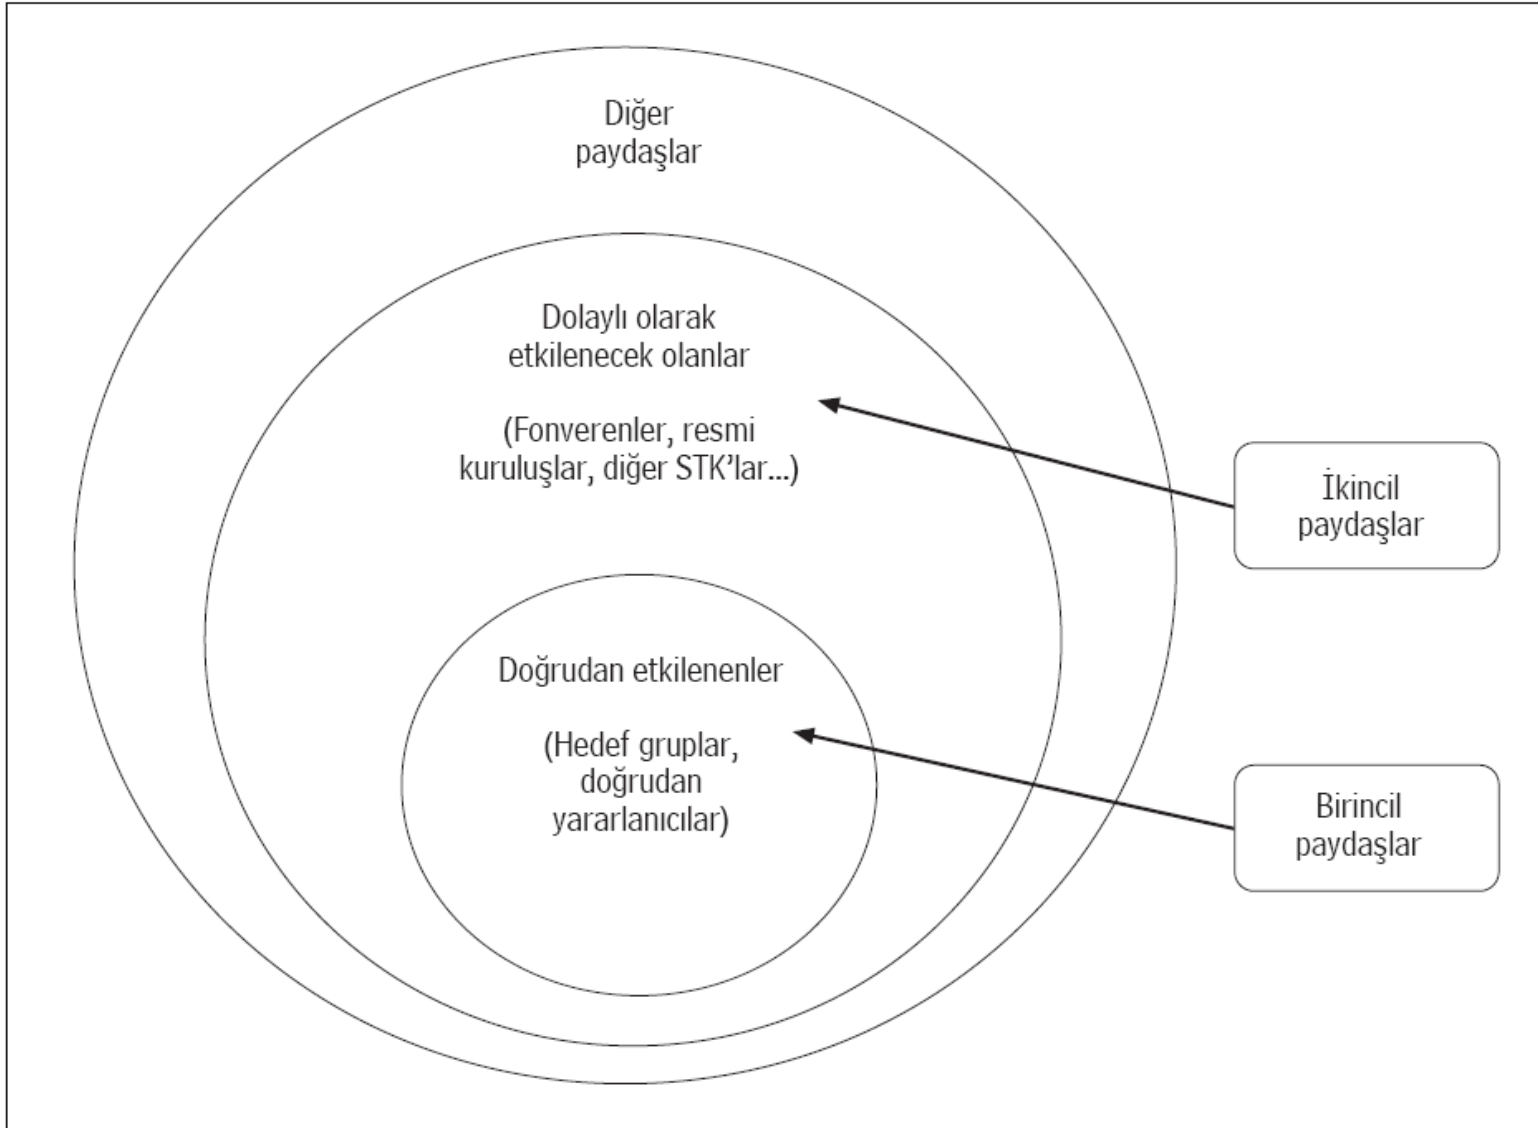 Diğer
paydaşlar
Dolaylı olarak
etkilenecek olanlar
(Fonverenler, resmi
kuruluşlar, diğer STK’lar...)
İkincil
paydaşlar
Doğrudan etkilenenler
(Hedef gruplar,
doğrudan
yararlanıcılar)
Birincil
paydaşlar